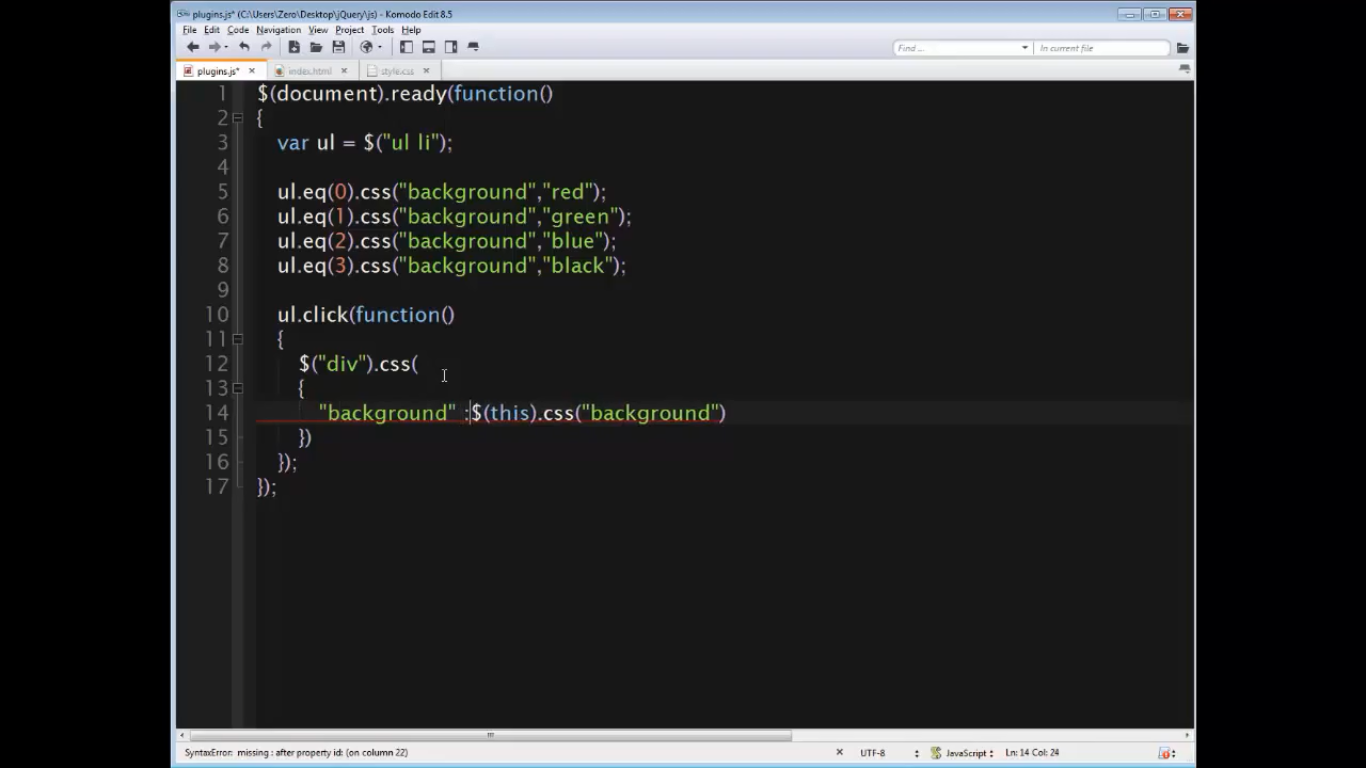 plugins.js* (C:\Users\Zero\Desktop\jQuery\js) - Komodo Edit 8.5
File Edit Code Navigation View Project Tools Help
Find ... In current file
plugins.js* index.html style.css
1 $(document).ready(function()
2 {
3 var ul = $("ul li");
4
5 ul.eq(0).css("background","red");
6 ul.eq(1).css("background","green");
7 ul.eq(2).css("background","blue");
8 ul.eq(3).css("background","black");
9
10 ul.click(function()
11 {
12 $("div").css(
13 {
14 "background" :$(this).css("background")
15 })
16 });
17 });
SyntaxError: missing : after property id: (on column 22) UTF-8 JavaScript Ln: 14 Col: 24